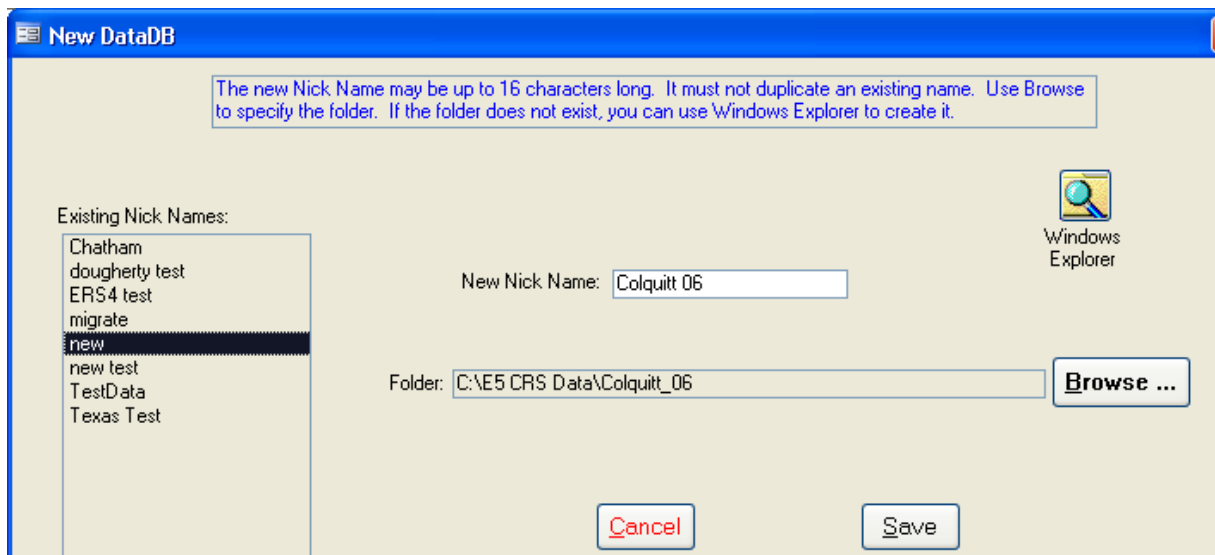 New DataDB
The new Nick Name may be up to 16 characters long.  It must not duplicate an existing name.  Use Browse
to specify the folder.  If the folder does not exist, you can use Windows Explorer to create it.
Windows
Explorer
Existing Nick Names:
Chatham
dougherty test
ERS4 test
migrate
new
new test
TestData
Texas Test
New Nick Name: Colquitt 06
Folder: C:\E5 CRS Data\Colquitt_06
Browse ...
Cancel
Save